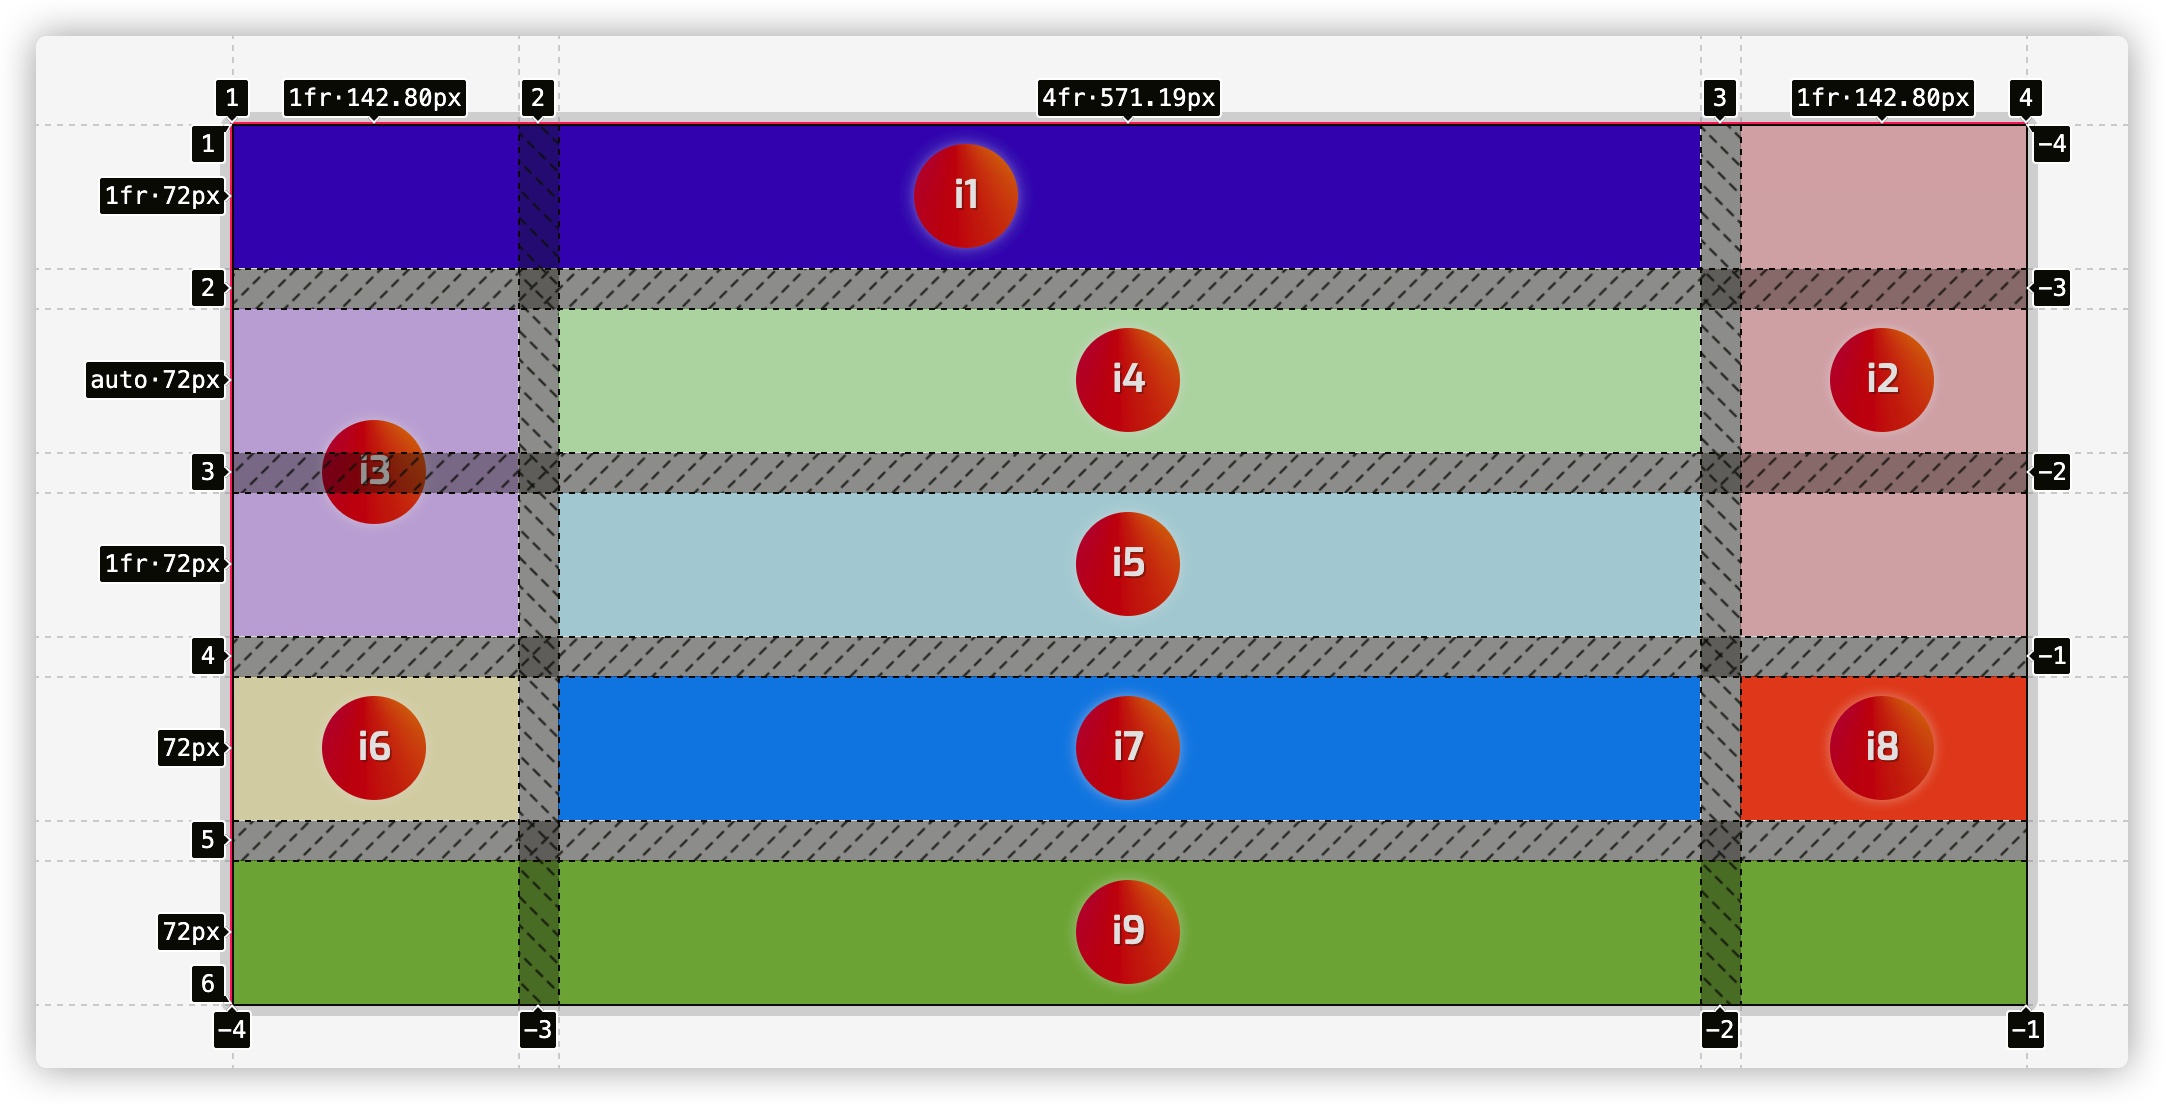 1 1fr·142.80px 2 4fr·571.19px 3 1fr·142.80px 4
1 −4
1fr·72px i1
2 −3
auto·72px i4 i2
3 i3 −2
1fr·72px i5
4 −1
72px i6 i7 i8
5
72px i9
6
−4 −3 −2 −1